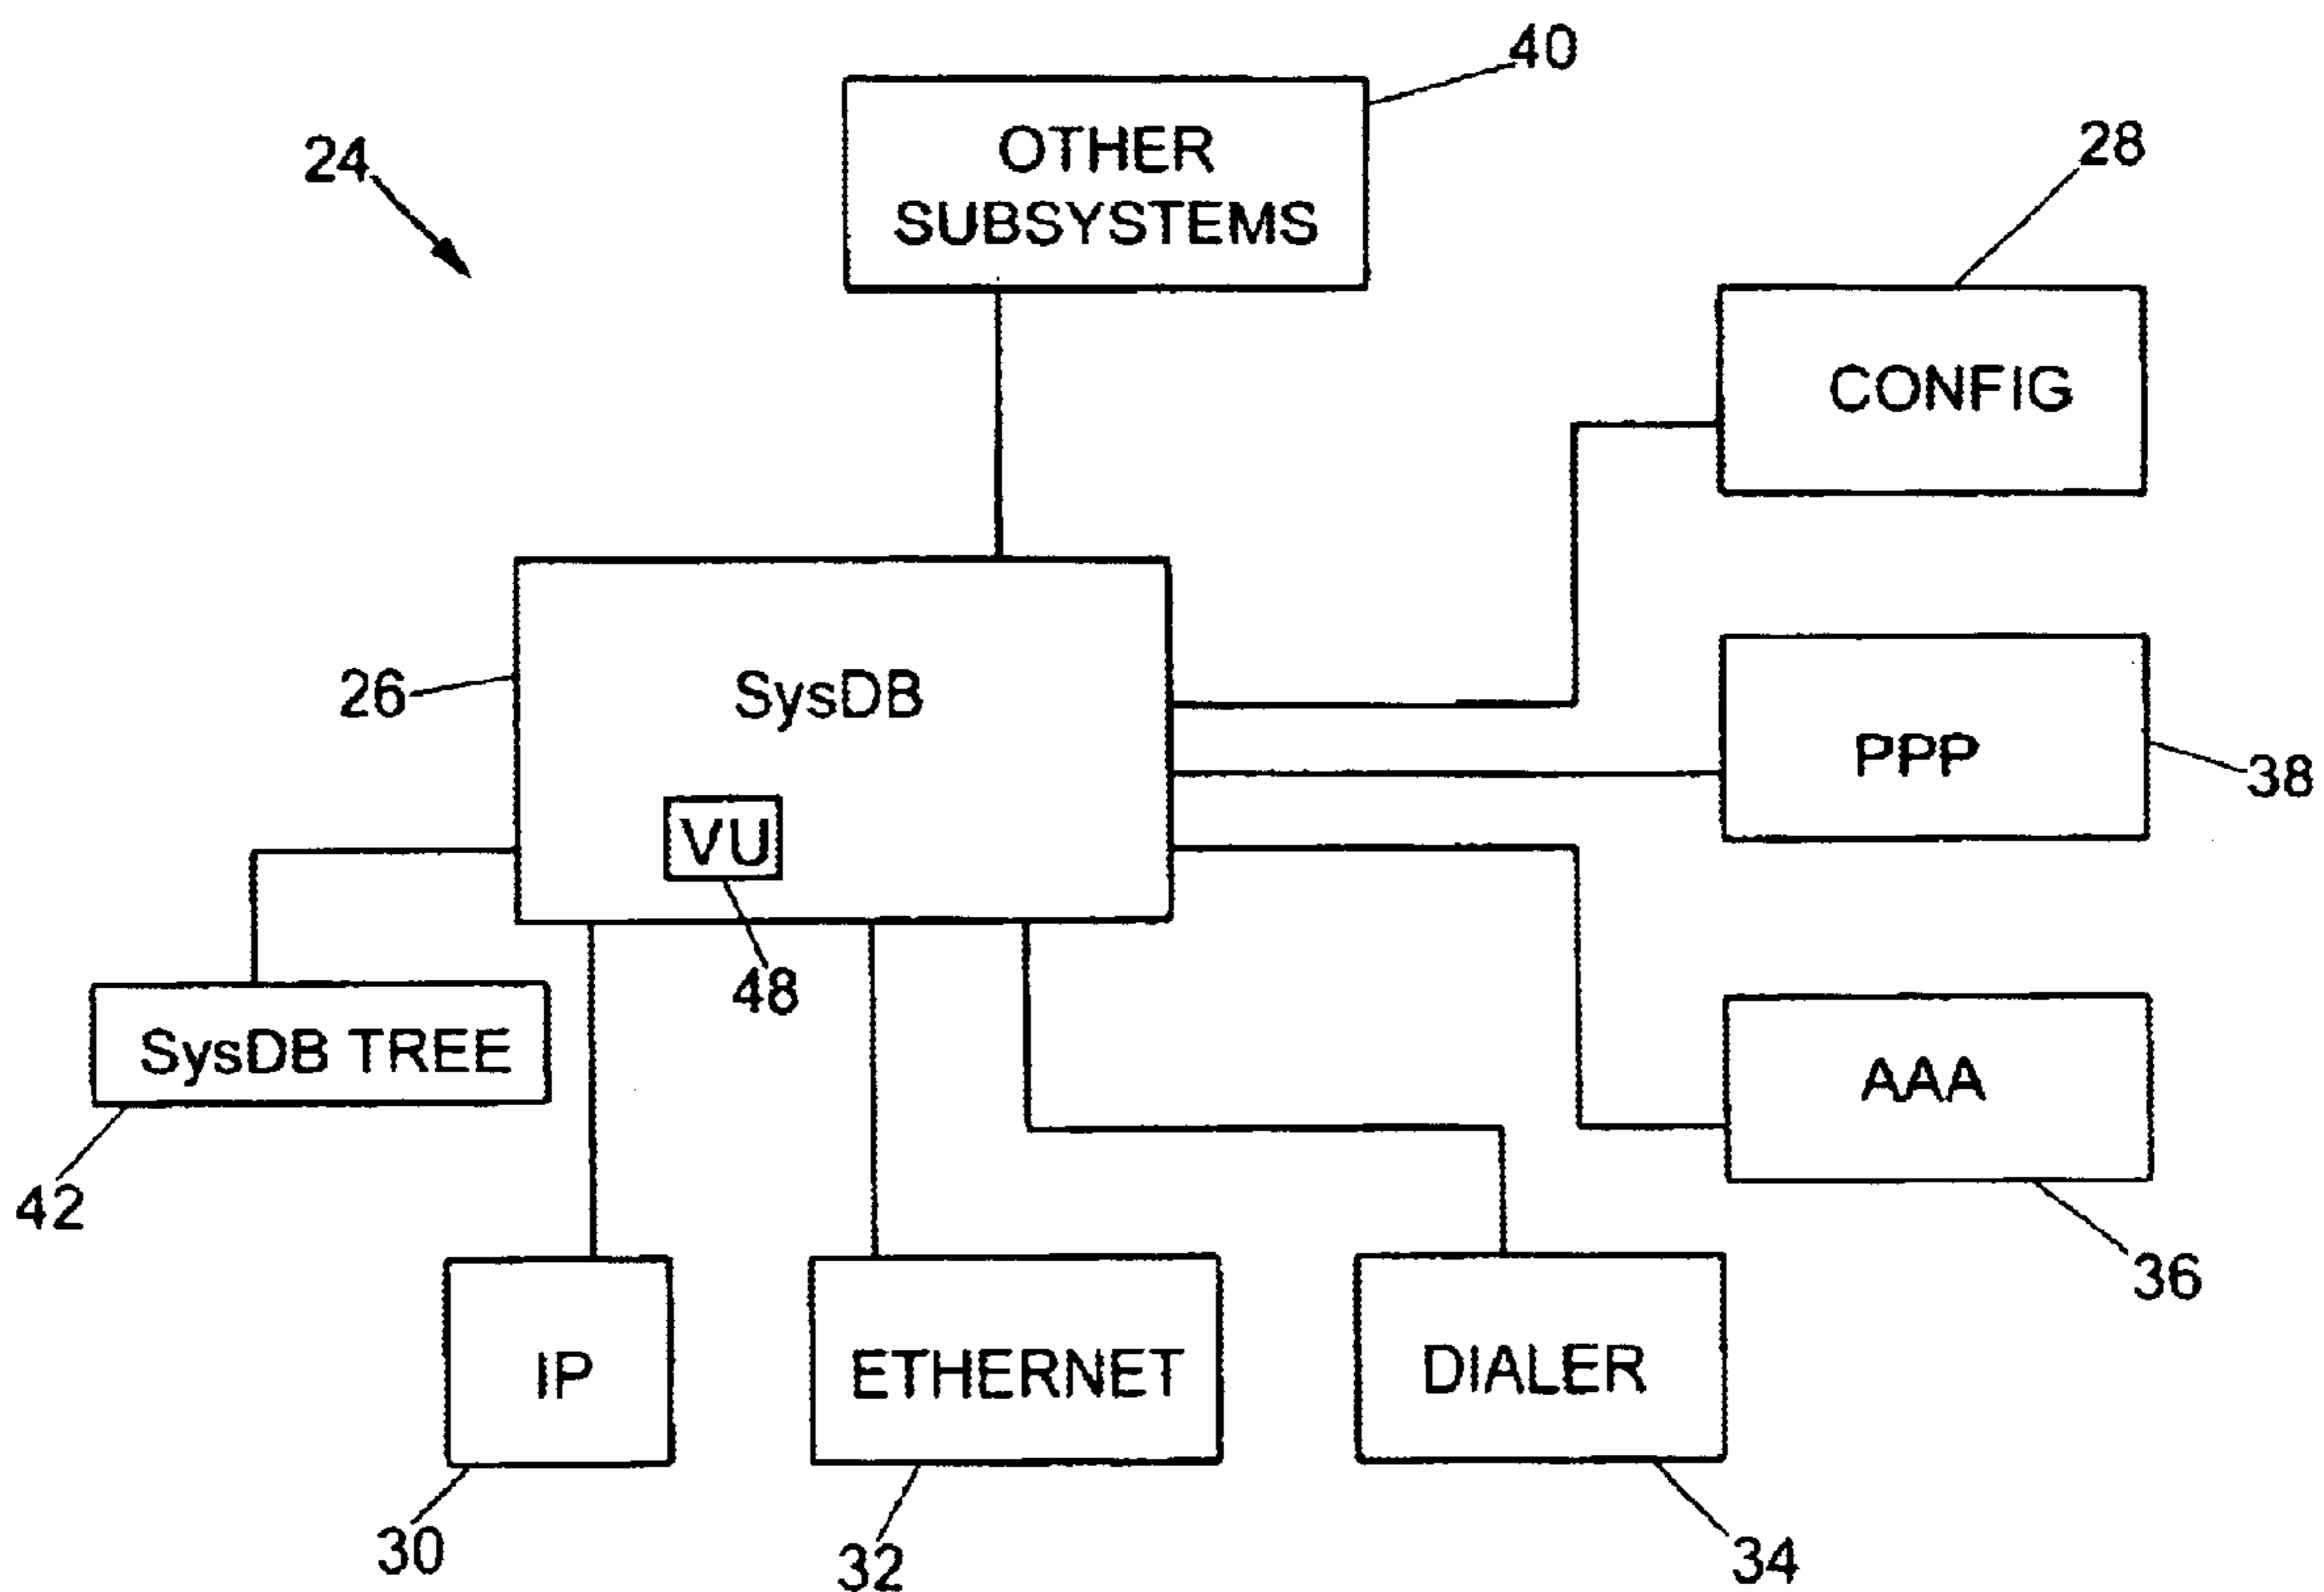 40
OTHER
SUBSYSTEMS
24
28
CONFIG
26
SysDB
PPP
38
VU
48
SysDB TREE
AAA
42
36
IP
ETHERNET
DIALER
30
32
34